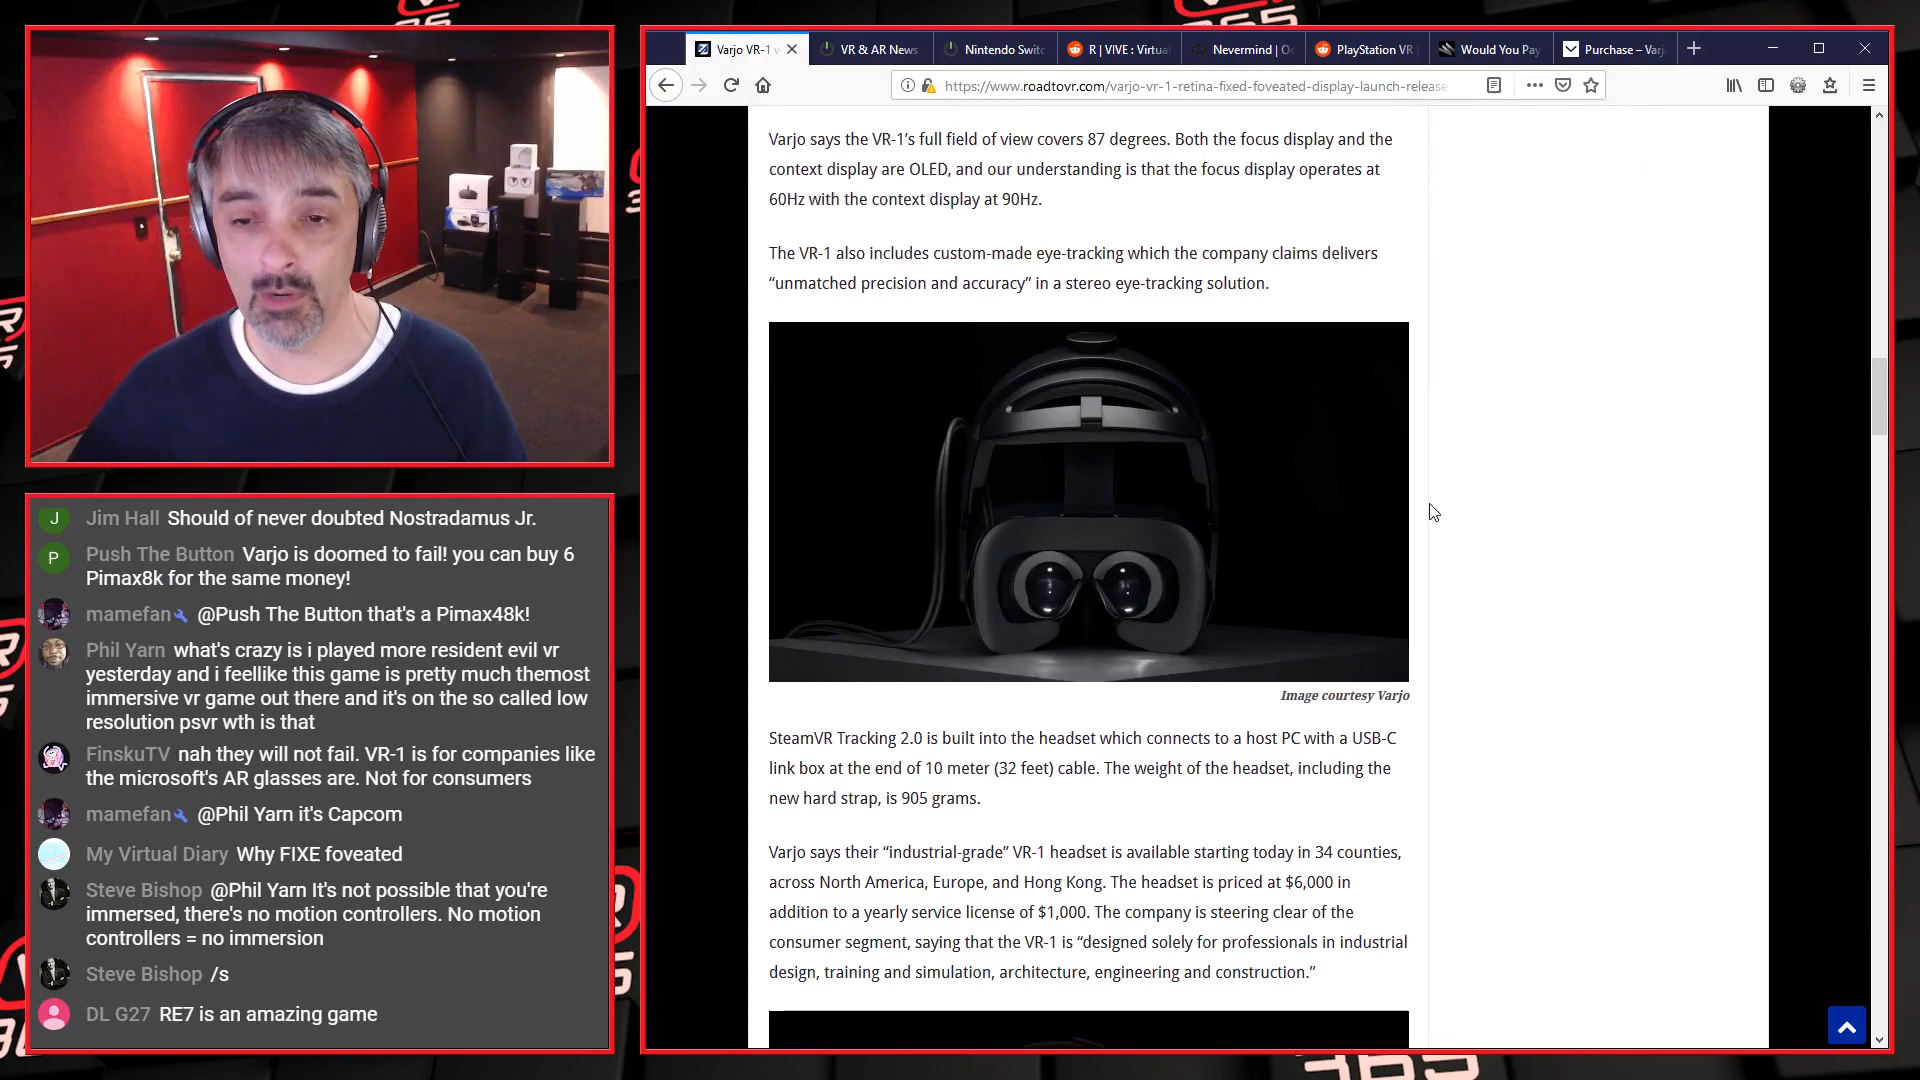 Varjo VR-1 w
VR & AR News
Nintendo Switc
R | VIVE : Virtua
Nevermind | Oc
PlayStation VR
Would You Pay
Purchase – Varj
https://www.roadtovr.com/varjo-vr-1-retina-fixed-foveated-display-launch-release
Varjo says the VR-1’s full field of view covers 87 degrees. Both the focus display and the
context display are OLED, and our understanding is that the focus display operates at
60Hz with the context display at 90Hz.
The VR-1 also includes custom-made eye-tracking which the company claims delivers
“unmatched precision and accuracy” in a stereo eye-tracking solution.
Image courtesy Varjo
SteamVR Tracking 2.0 is built into the headset which connects to a host PC with a USB-C
link box at the end of 10 meter (32 feet) cable. The weight of the headset, including the
new hard strap, is 905 grams.
Varjo says their “industrial-grade” VR-1 headset is available starting today in 34 counties,
across North America, Europe, and Hong Kong. The headset is priced at $6,000 in
addition to a yearly service license of $1,000. The company is steering clear of the
consumer segment, saying that the VR-1 is “designed solely for professionals in industrial
design, training and simulation, architecture, engineering and construction.”
J Jim Hall Should of never doubted Nostradamus Jr.
P Push The Button Varjo is doomed to fail! you can buy 6
Pimax8k for the same money!
mamefan @Push The Button that's a Pimax48k!
Phil Yarn what's crazy is i played more resident evil vr
yesterday and i feellike this game is pretty much themost
immersive vr game out there and it's on the so called low
resolution psvr wth is that
FinskuTV nah they will not fail. VR-1 is for companies like
the microsoft's AR glasses are. Not for consumers
mamefan @Phil Yarn it's Capcom
My Virtual Diary Why FIXE foveated
Steve Bishop @Phil Yarn It's not possible that you're
immersed, there's no motion controllers. No motion
controllers = no immersion
Steve Bishop /s
DL G27 RE7 is an amazing game
365